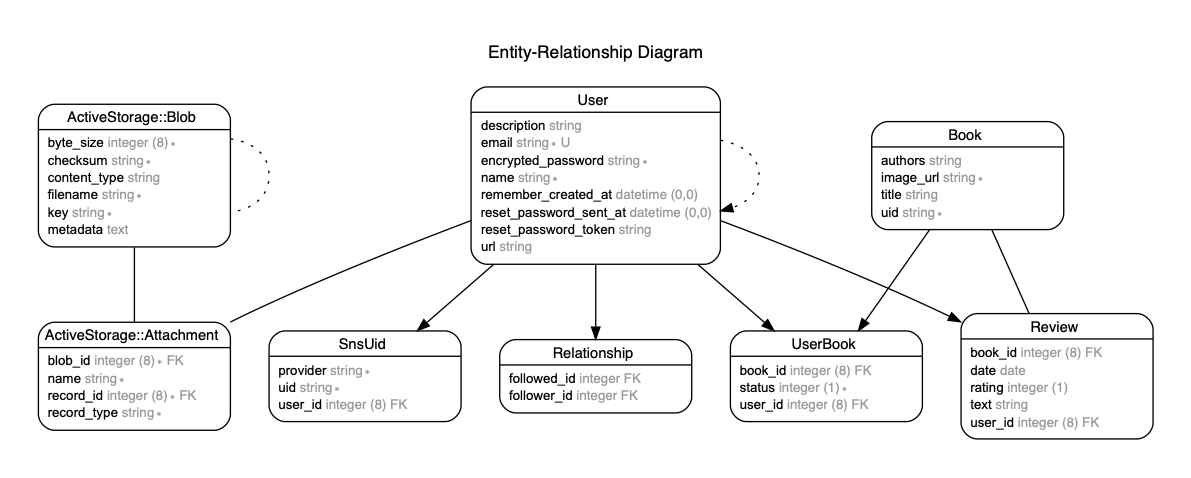 Entity-Relationship Diagram
ActiveStorage::Blob
byte_size integer (8) ∗
checksum string ∗
content_type string
filename string ∗
key string ∗
metadata text
User
description string
email string ∗ U
encrypted_password string ∗
name string ∗
remember_created_at datetime (0,0)
reset_password_sent_at datetime (0,0)
reset_password_token string
url string
Book
authors string
image_url string ∗
title string
uid string ∗
ActiveStorage::Attachment
blob_id integer (8) ∗ FK
name string ∗
record_id integer (8) ∗ FK
record_type string ∗
SnsUid
provider string ∗
uid string ∗
user_id integer (8) FK
Relationship
followed_id integer FK
follower_id integer FK
UserBook
book_id integer (8) FK
status integer (1) ∗
user_id integer (8) FK
Review
book_id integer (8) FK
date date
rating integer (1)
text string
user_id integer (8) FK